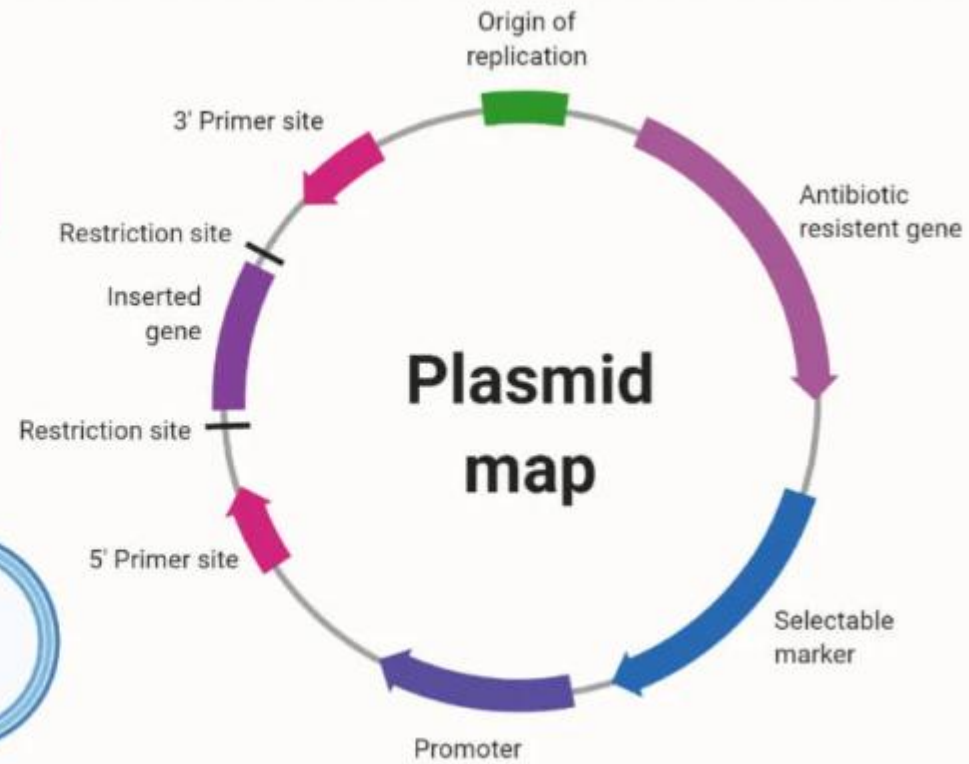 Origin of
replication
3' Primer site
Antibiotic
resistent gene
Restriction site
Inserted
gene
Plasmid
map
Restriction site
5' Primer site
Selectable
marker
Promoter